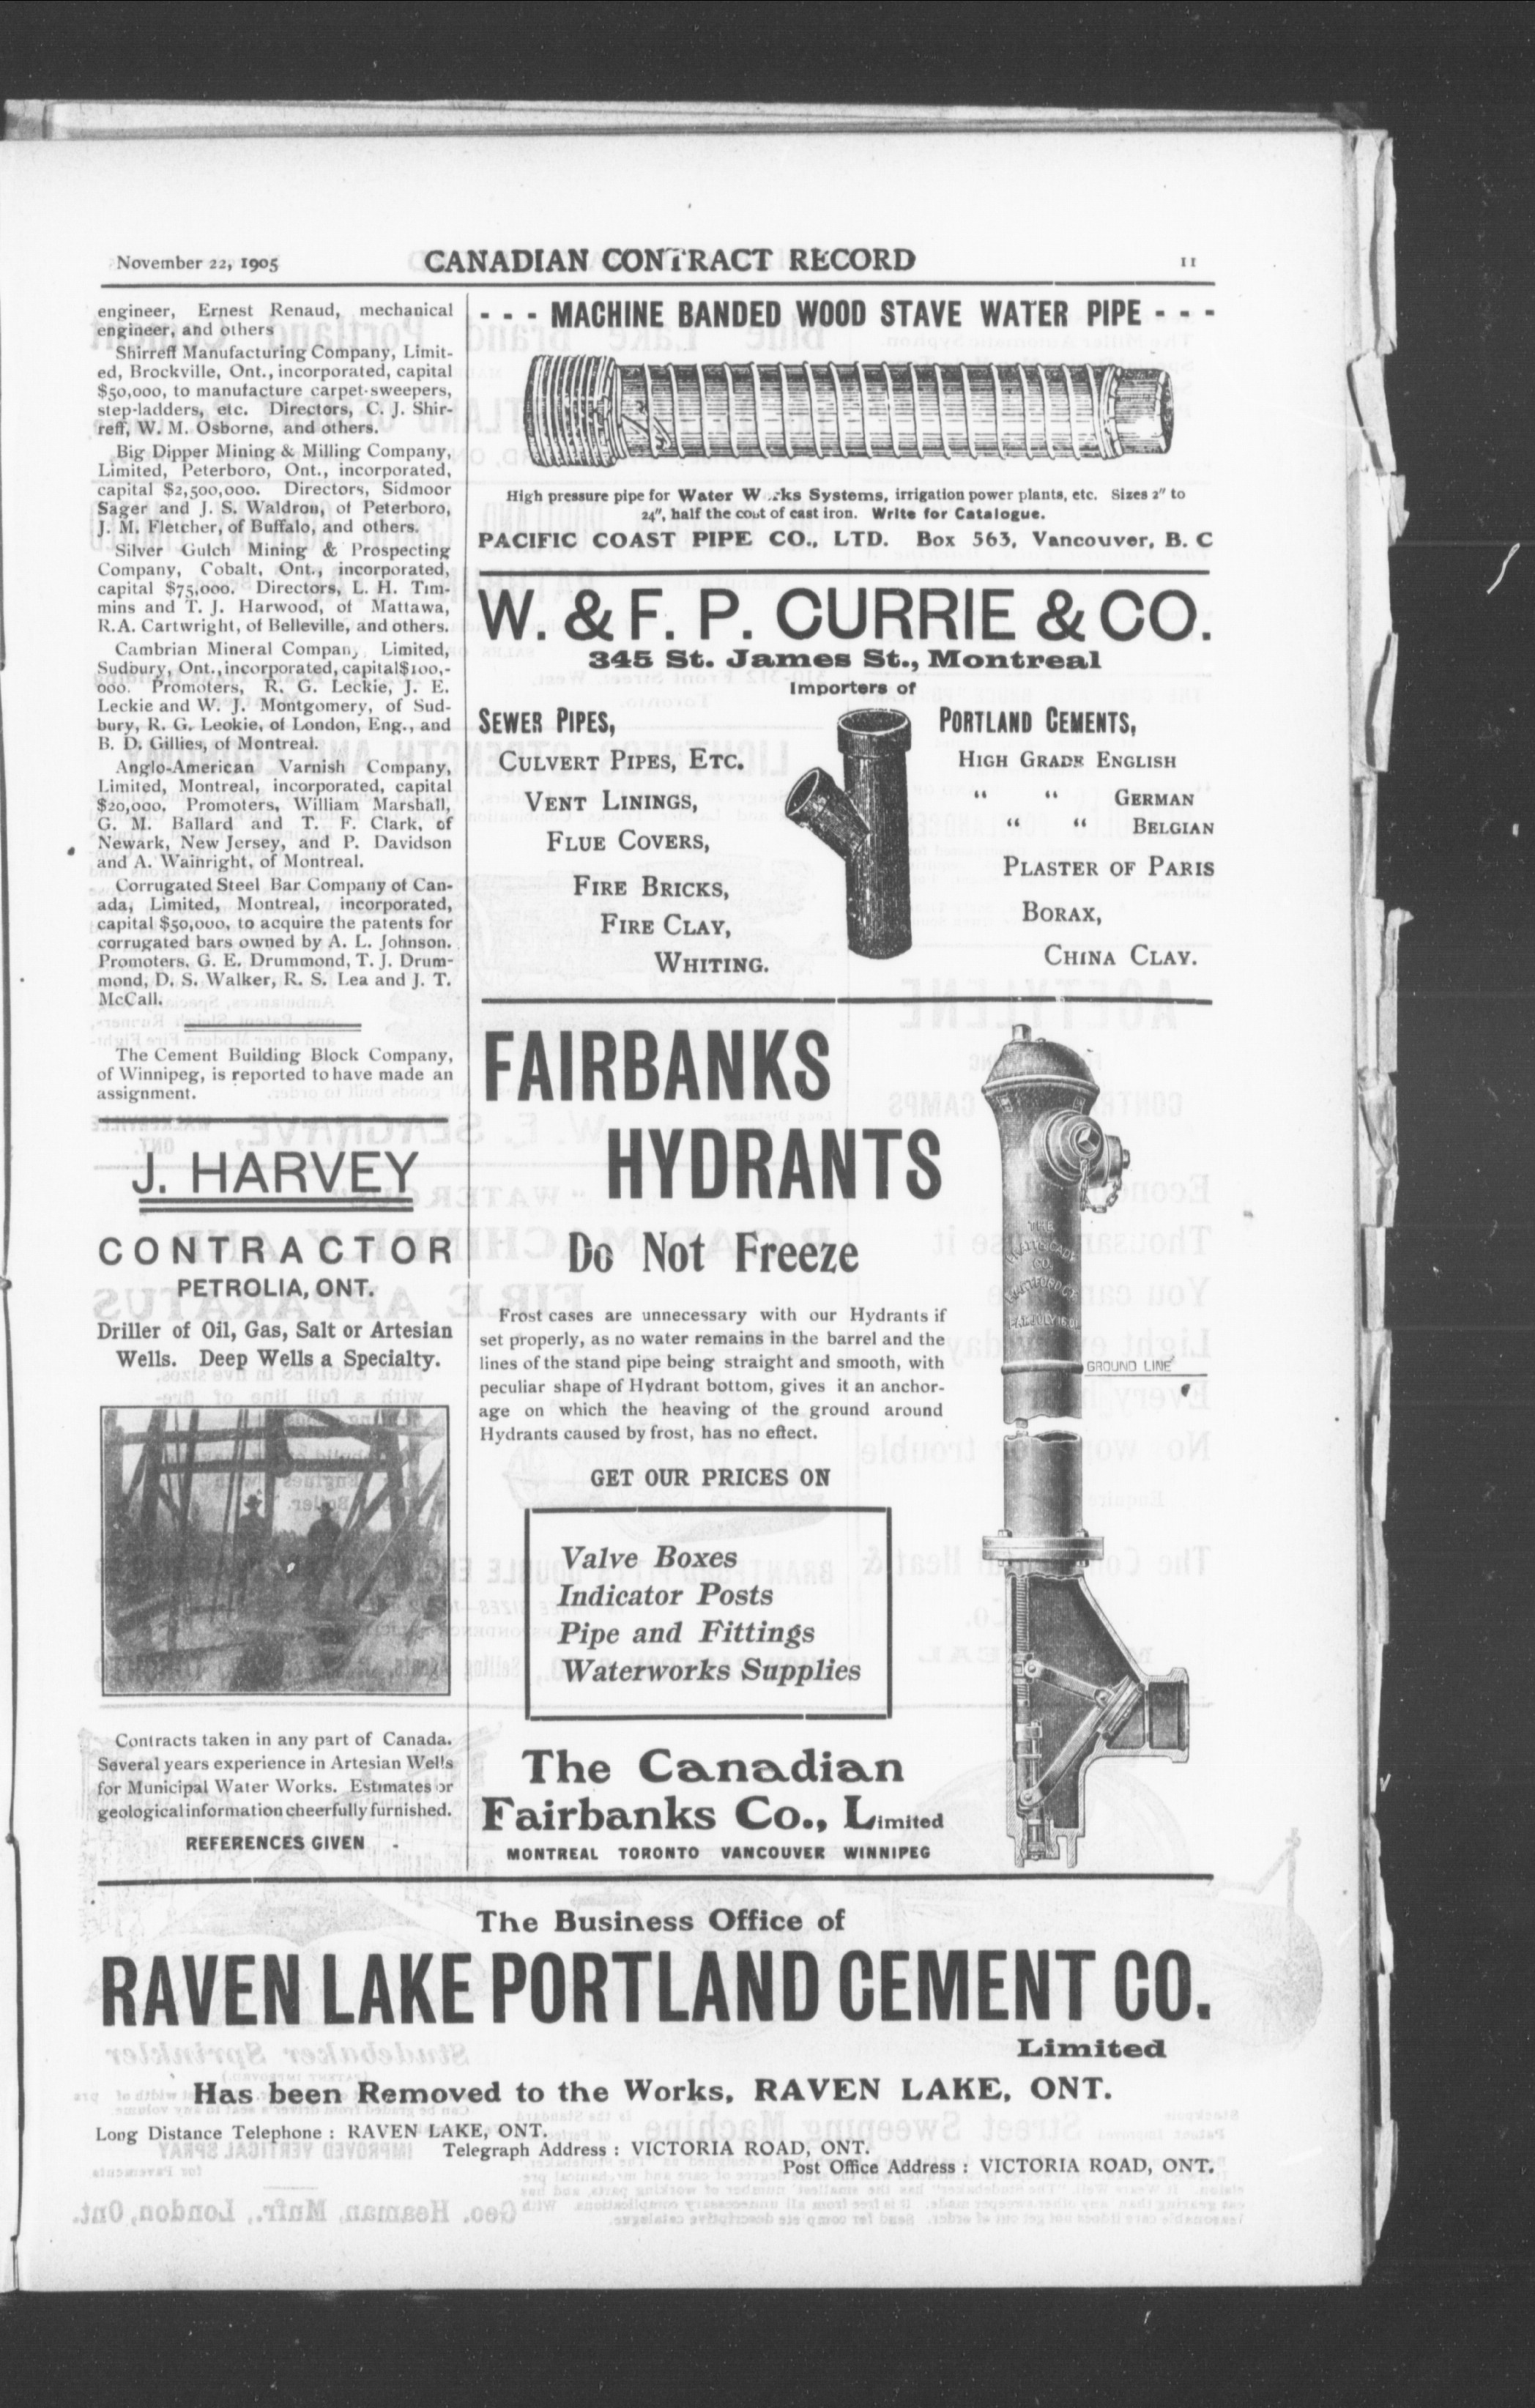 November 22, 1905
CANADIAN CONTRACT RECORD
11
engineer, Ernest Renaud, mechanical
engineer, and others
Shirreff Manufacturing Company, Limit-
ed, Brockville, Ont., incorporated, capital
$50,000, to manufacture carpet-sweepers,
step-ladders, etc. Directors, C. J. Shir-
reff, W. M. Osborne, and others.
Big Dipper Mining & Milling Company,
Limited, Peterboro, Ont., incorporated,
capital $2,500,000. Directors, Sidmoor
Sager and J. S. Waldron, of Peterboro,
J. M. Fletcher, of Buffalo, and others.
Silver Gulch Mining & Prospecting
Company, Cobalt, Ont., incorporated,
capital $75,000. Directors, L. H. Tim-
mins and T. J. Harwood, of Mattawa,
R.A. Cartwright, of Belleville, and others.
Cambrian Mineral Company Limited,
Sudbury, Ont., incorporated, capital $100,-
000. Promoters, R. G. Leckie, J. E.
Leckie and W. J. Montgomery, of Sud-
bury, R. G. Leokie, of London, Eng., and
B. D. Gillies, of Montreal.
Anglo-American Varnish Company,
Limited, Montreal, incorporated, capital
$20,000. Promoters, William Marshall,
G. M. Ballard and T. F. Clark, of
Newark, New Jersey, and P. Davidson
and A. Wainright, of Montreal.
Corrugated Steel Bar Company of Can-
ada, Limited, Montreal, incorporated,
capital $50,000, to acquire the patents for
corrugated bars owned by A. L. Johnson.
Promoters, G. E. Drummond, T. J. Drum-
mond, D. S. Walker, R. S. Lea and J. T.
McCall.
The Cement Building Block Company,
of Winnipeg, is reported to have made an
assignment.
J. HARVEY
CONTRACTOR
PETROLIA, ONT.
Driller of Oil, Gas, Salt or Artesian
Wells. Deep Wells a Specialty.
Contracts taken in any part of Canada.
Several years experience in Artesian Wells
for Municipal Water Works. Estimates or
geological information cheerfully furnished.
REFERENCES GIVEN -
- - - MACHINE BANDED WOOD STAVE WATER PIPE - - -
High pressure pipe for Water Works Systems, irrigation power plants, etc. Sizes 2" to
24", half the cout of cast iron. Write for Catalogue.
PACIFIC COAST PIPE CO., LTD. Box 563, Vancouver, B. C
W. & F. P. CURRIE & CO.
345 St. James St., Montreal
Importers of
SEWER PIPES,
CULVERT PIPES, ETC.
VENT LININGS,
FLUE COVERS,
FIRE BRICKS,
FIRE CLAY,
WHITING.
PORTLAND CEMENTS,
HIGH GRADE ENGLISH
" " GERMAN
" " BELGIAN
PLASTER OF PARIS
BORAX,
CHINA CLAY.
FAIRBANKS
HYDRANTS
Do Not Freeze
Frost cases are unnecessary with our Hydrants if
set properly, as no water remains in the barrel and the
lines of the stand pipe being straight and smooth, with
peculiar shape of Hydrant bottom, gives it an anchor-
age on which the heaving of the ground around
Hydrants caused by frost, has no effect.
GET OUR PRICES ON
Valve Boxes
Indicator Posts
Pipe and Fittings
Waterworks Supplies
The Canadian
Fairbanks Co., Limited
MONTREAL TORONTO VANCOUVER WINNIPEG
THE
CO.
GROUND LINE
The Business Office of
RAVEN LAKE PORTLAND CEMENT CO.
Limited
Has been Removed to the Works, RAVEN LAKE, ONT.
Long Distance Telephone : RAVEN LAKE, ONT.
Telegraph Address : VICTORIA ROAD, ONT.
Post Office Address : VICTORIA ROAD, ONT.